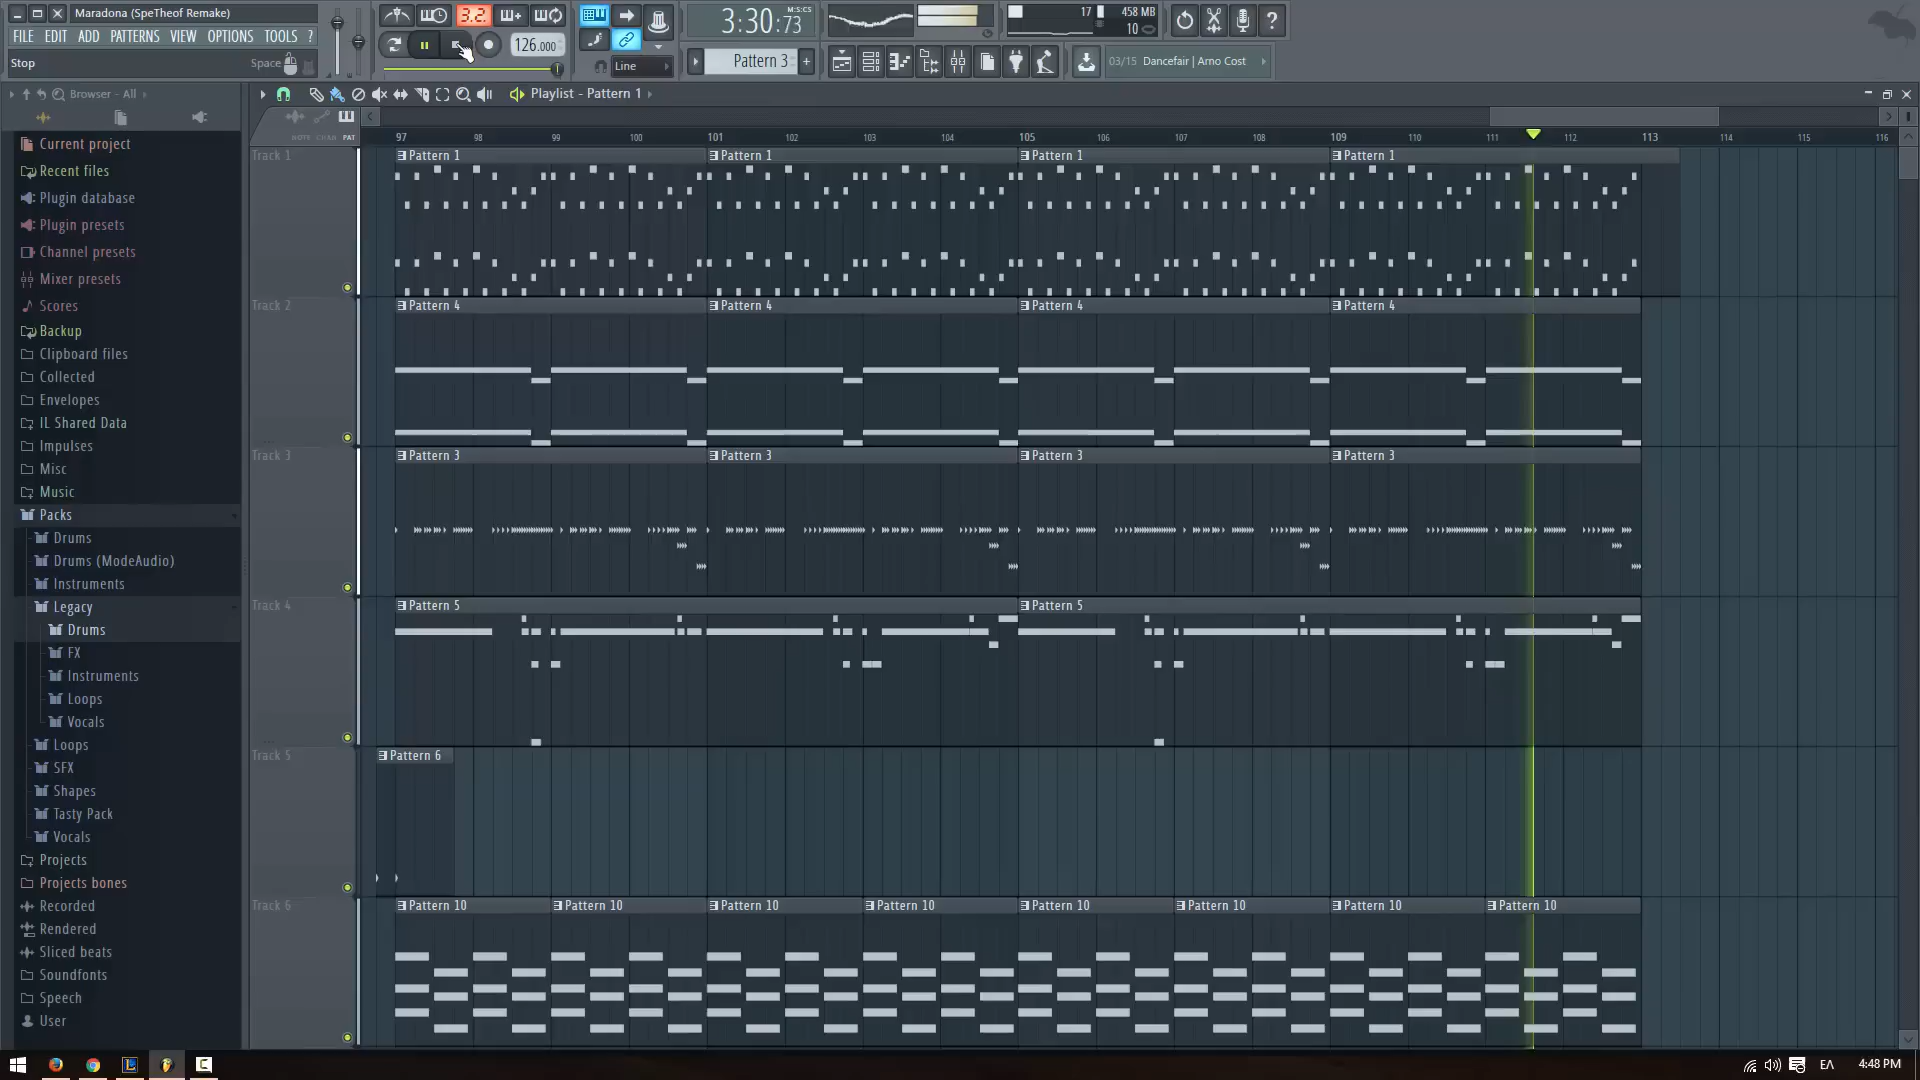 Maradona (SpeTheof Remake)
FILE EDIT ADD PATTERNS VIEW OPTIONS TOOLS ?
Stop Space
3.2.
126.000
Line
3:30:73
M:S:CS
Pattern 3
17 458 MB
10
03/15 Dancefair | Arno Cost
Browser - All
Playlist - Pattern 1
NOTE CHAN PAT
97 98 99 100 101 102 103 104 105 106 107 108 109 110 111 112 113 114 115 116
Current project
Recent files
Plugin database
Plugin presets
Channel presets
Mixer presets
Scores
Backup
Clipboard files
Collected
Envelopes
IL Shared Data
Impulses
Misc
Music
Packs
Drums
Drums (ModeAudio)
Instruments
Legacy
Drums
FX
Instruments
Loops
Vocals
Loops
SFX
Shapes
Tasty Pack
Vocals
Projects
Projects bones
Recorded
Rendered
Sliced beats
Soundfonts
Speech
User
Track 1
Pattern 1 Pattern 1 Pattern 1 Pattern 1
Track 2
Pattern 4 Pattern 4 Pattern 4 Pattern 4
Track 3
Pattern 3 Pattern 3 Pattern 3 Pattern 3
Track 4
Pattern 5 Pattern 5
Track 5
Pattern 6
Track 6
Pattern 10 Pattern 10 Pattern 10 Pattern 10 Pattern 10 Pattern 10 Pattern 10 Pattern 10
ΕΛ 4:48 PM